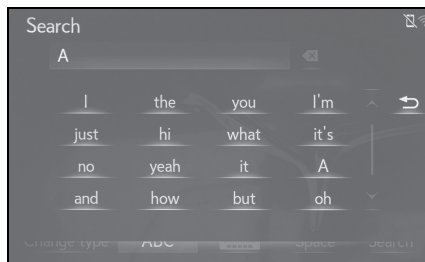 Search
A
I the you I'm
just hi what it's
no yeah it A
and how but oh
Change type ABC Space Search